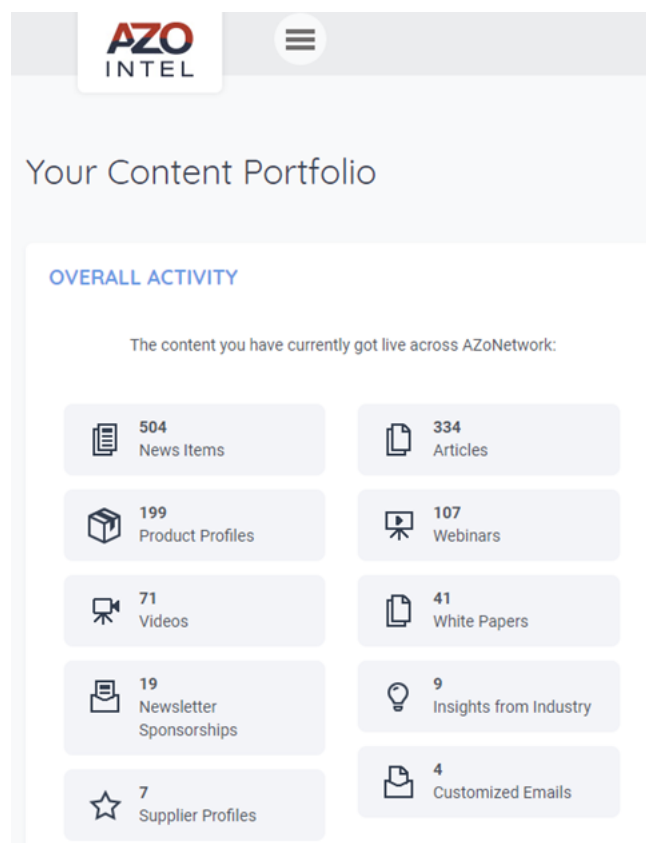 AZO
INTEL
Your Content Portfolio
OVERALL ACTIVITY
The content you have currently got live across AZoNetwork:
504
News Items
334
Articles
199
Product Profiles
107
Webinars
71
Videos
41
White Papers
19
Newsletter
Sponsorships
9
Insights from Industry
7
Supplier Profiles
4
Customized Emails